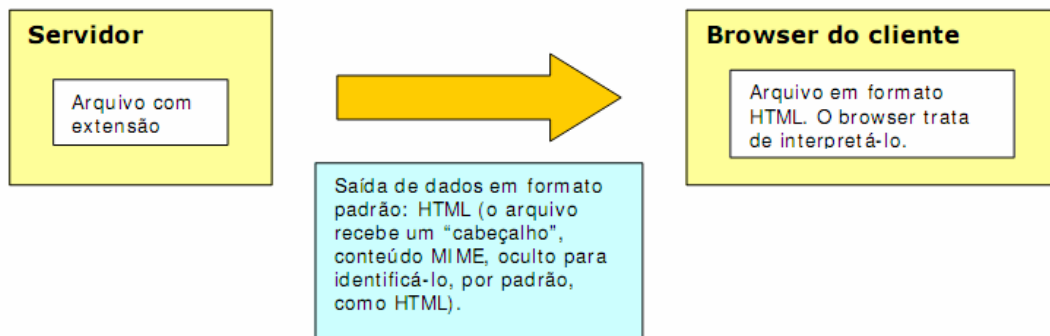 Servidor
Arquivo com
extensão
Browser do cliente
Arquivo em formato
HTML. O browser trata
de interpretá-lo.
Saída de dados em formato
padrão: HTML (o arquivo
recebe um “cabeçalho”,
conteúdo MIME, oculto para
identificá-lo, por padrão,
como HTML).